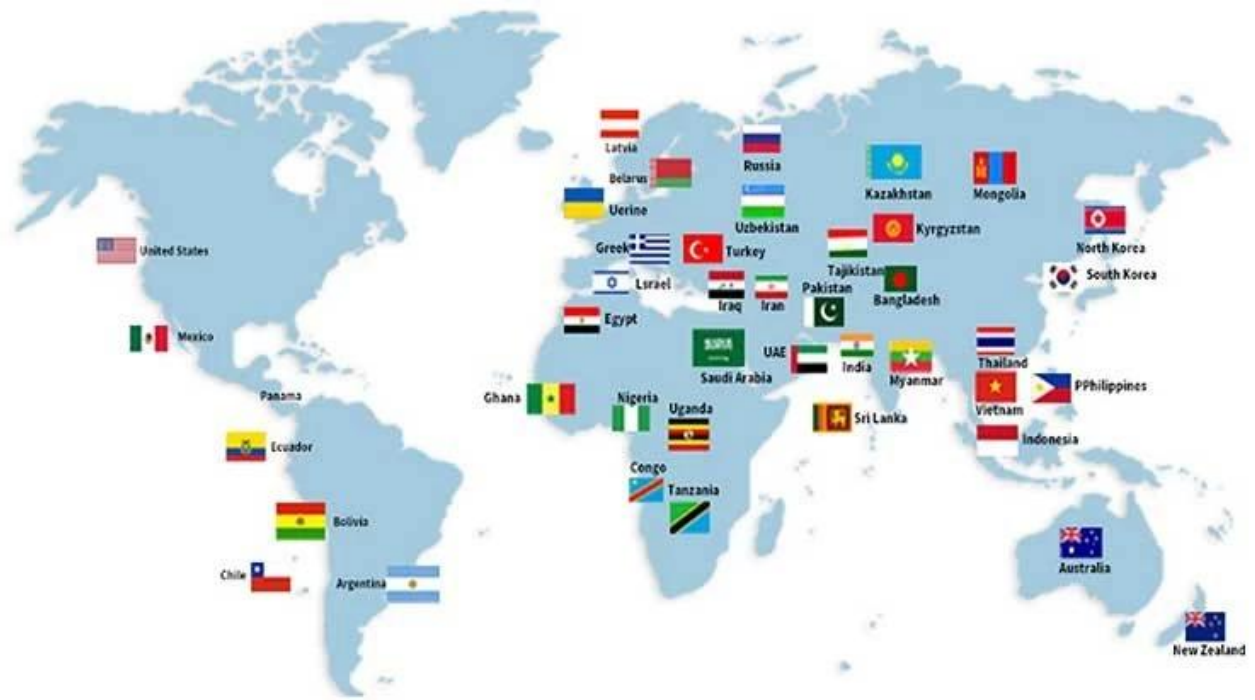 Latvia
Russia
Belarus
Kazakhstan
Mongolia
Uerine
Uzbekistan
Kyrgyzstan
United States
Greek
Turkey
North Korea
Tajikistan
South Korea
Lsrael
Pakistan
Bangladesh
Iraq
Iran
Egypt
Mexico
UAE
India
Thailand
Saudi Arabia
Myanmar
PPhilippines
Panama
Ghana
Nigeria
Uganda
Vietnam
Sri Lanka
Ecuador
Indonesia
Congo
Tanzania
Bolivia
Australia
Chile
Argentina
New Zealand